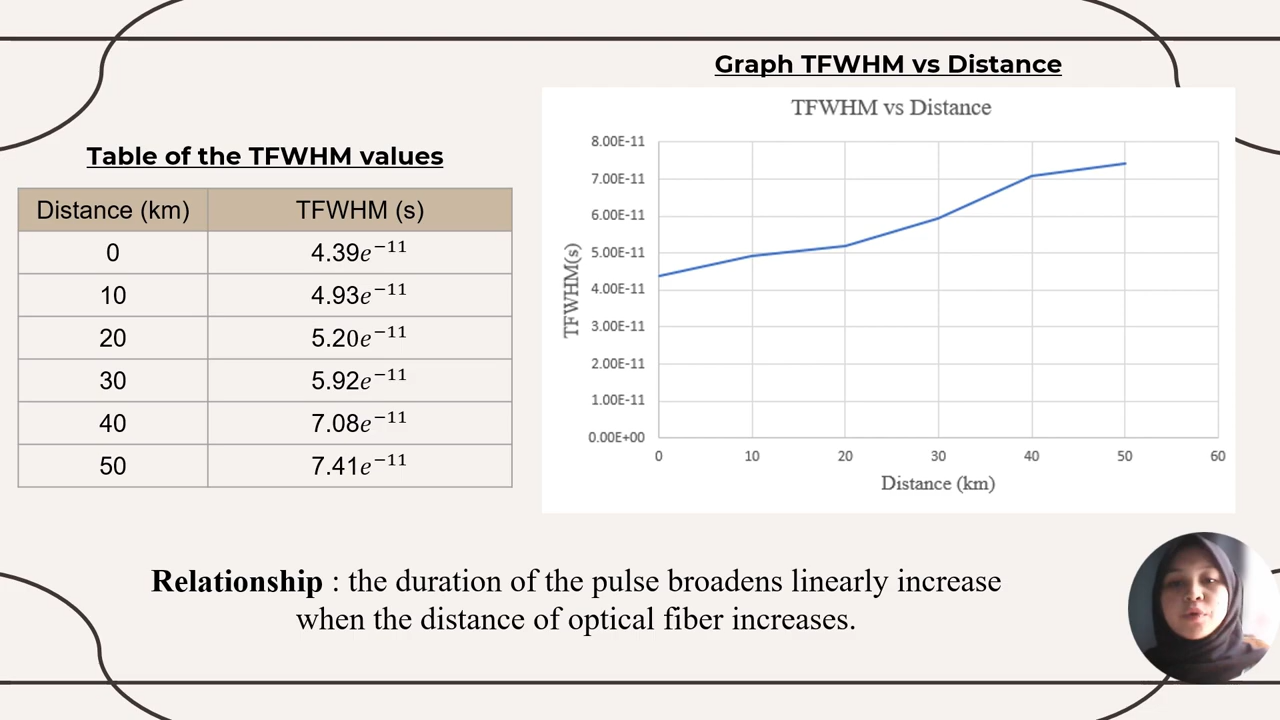 Graph TFWHM vs Distance
Table of the TFWHM values
Distance (km) TFWHM (s)
0 4.39e⁻¹¹
10 4.93e⁻¹¹
20 5.20e⁻¹¹
30 5.92e⁻¹¹
40 7.08e⁻¹¹
50 7.41e⁻¹¹
TFWHM vs Distance
8.00E-11
7.00E-11
6.00E-11
5.00E-11
4.00E-11
3.00E-11
2.00E-11
1.00E-11
0.00E+00
TFWHM(s)
0 10 20 30 40 50 60
Distance (km)
Relationship : the duration of the pulse broadens linearly increase
when the distance of optical fiber increases.